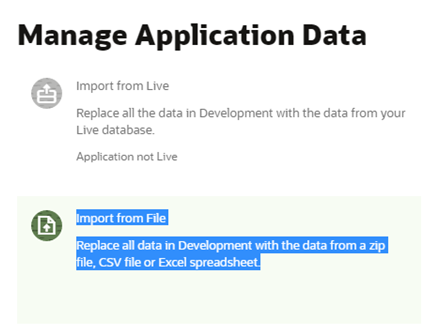 Manage Application Data
Import from Live
Replace all the data in Development with the data from your
Live database.
Application not Live
Import from File
Replace all data in Development with the data from a zip
file, CSV file or Excel spreadsheet.